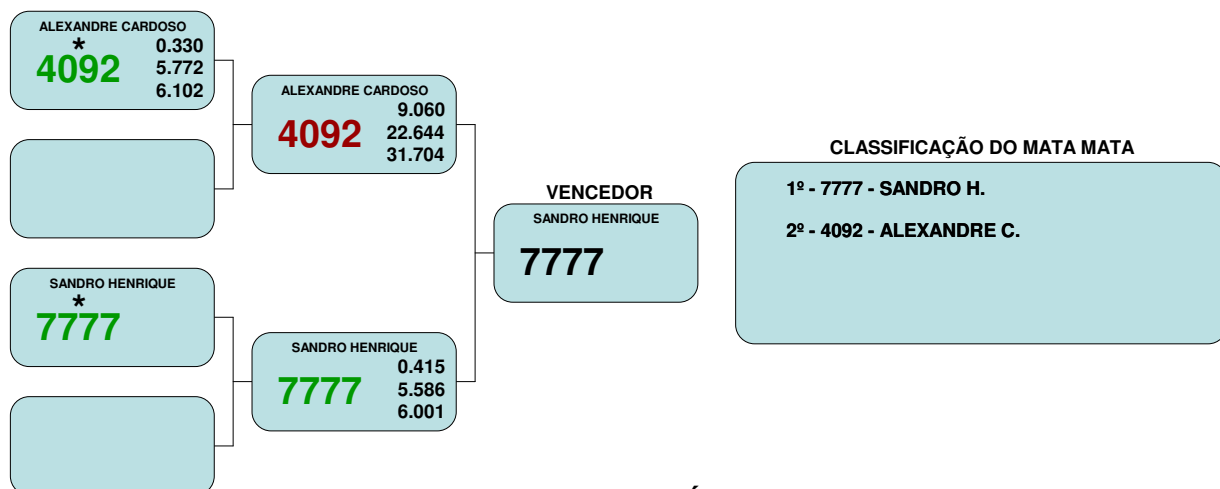 ALEXANDRE CARDOSO
*
4092
0.330
5.772
6.102
ALEXANDRE CARDOSO
4092
9.060
22.644
31.704
SANDRO HENRIQUE
*
7777
SANDRO HENRIQUE
7777
0.415
5.586
6.001
VENCEDOR
SANDRO HENRIQUE
7777
CLASSIFICAÇÃO DO MATA MATA
1º - 7777 - SANDRO H.
2º - 4092 - ALEXANDRE C.